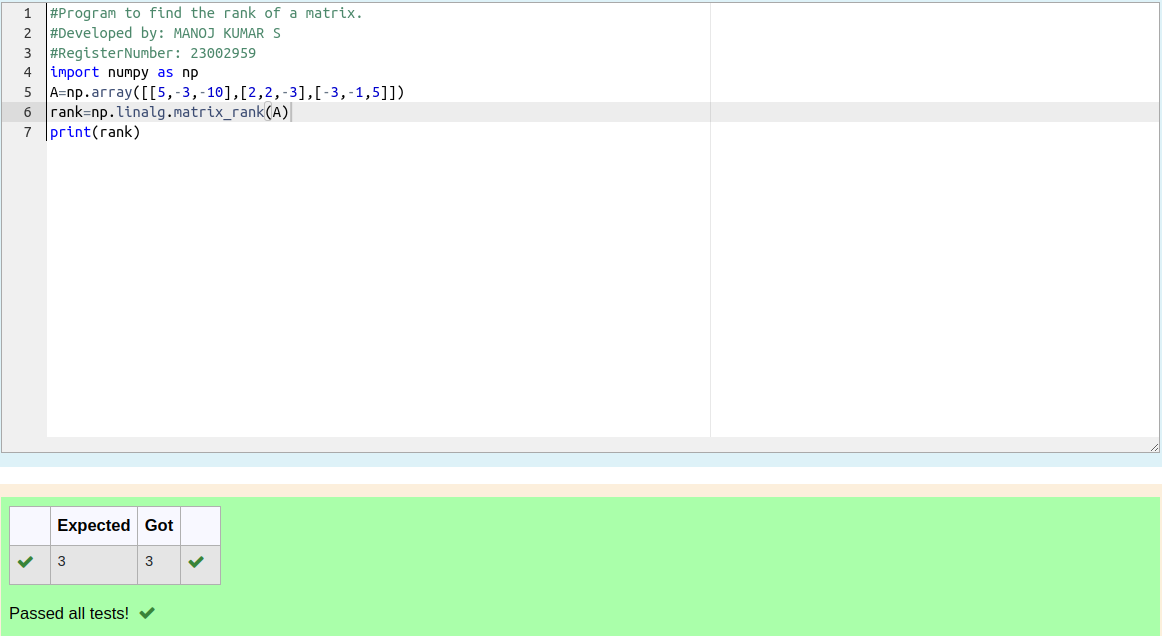 1 #Program to find the rank of a matrix.
2 #Developed by: MANOJ KUMAR S
3 #RegisterNumber: 23002959
4 import numpy as np
5 A=np.array([[5,-3,-10],[2,2,-3],[-3,-1,5]])
6 rank=np.linalg.matrix_rank(A)
7 print(rank)
Expected Got
3 3
Passed all tests!